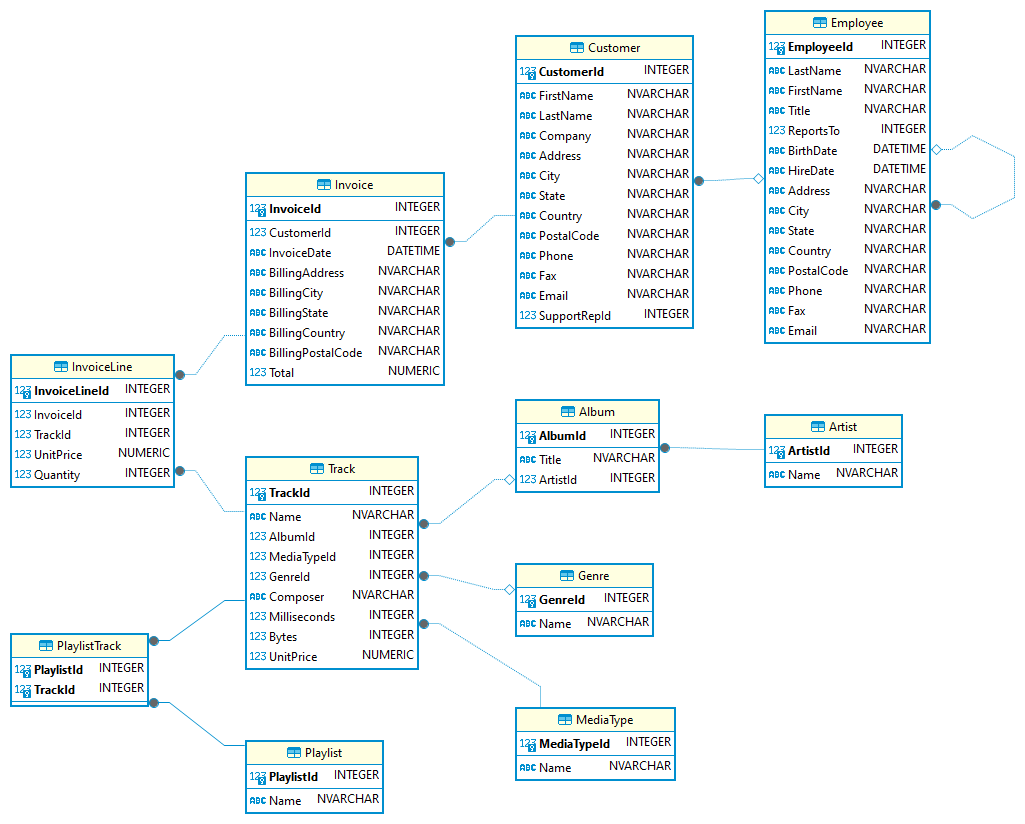 Employee
123 EmployeeId INTEGER
ABC LastName NVARCHAR
ABC FirstName NVARCHAR
ABC Title NVARCHAR
123 ReportsTo INTEGER
ABC BirthDate DATETIME
ABC HireDate DATETIME
ABC Address NVARCHAR
ABC City NVARCHAR
ABC State NVARCHAR
ABC Country NVARCHAR
ABC PostalCode NVARCHAR
ABC Phone NVARCHAR
ABC Fax NVARCHAR
ABC Email NVARCHAR
Customer
123 CustomerId INTEGER
ABC FirstName NVARCHAR
ABC LastName NVARCHAR
ABC Company NVARCHAR
ABC Address NVARCHAR
ABC City NVARCHAR
ABC State NVARCHAR
ABC Country NVARCHAR
ABC PostalCode NVARCHAR
ABC Phone NVARCHAR
ABC Fax NVARCHAR
ABC Email NVARCHAR
123 SupportRepId INTEGER
Invoice
123 InvoiceId INTEGER
123 CustomerId INTEGER
ABC InvoiceDate DATETIME
ABC BillingAddress NVARCHAR
ABC BillingCity NVARCHAR
ABC BillingState NVARCHAR
ABC BillingCountry NVARCHAR
ABC BillingPostalCode NVARCHAR
123 Total NUMERIC
InvoiceLine
123 InvoiceLineId INTEGER
123 InvoiceId INTEGER
123 TrackId INTEGER
123 UnitPrice NUMERIC
123 Quantity INTEGER
Album
123 AlbumId INTEGER
ABC Title NVARCHAR
123 ArtistId INTEGER
Artist
123 ArtistId INTEGER
ABC Name NVARCHAR
Track
123 TrackId INTEGER
ABC Name NVARCHAR
123 AlbumId INTEGER
123 MediaTypeId INTEGER
123 GenreId INTEGER
ABC Composer NVARCHAR
123 Milliseconds INTEGER
123 Bytes INTEGER
123 UnitPrice NUMERIC
Genre
123 GenreId INTEGER
ABC Name NVARCHAR
PlaylistTrack
123 PlaylistId INTEGER
123 TrackId INTEGER
MediaType
123 MediaTypeId INTEGER
ABC Name NVARCHAR
Playlist
123 PlaylistId INTEGER
ABC Name NVARCHAR